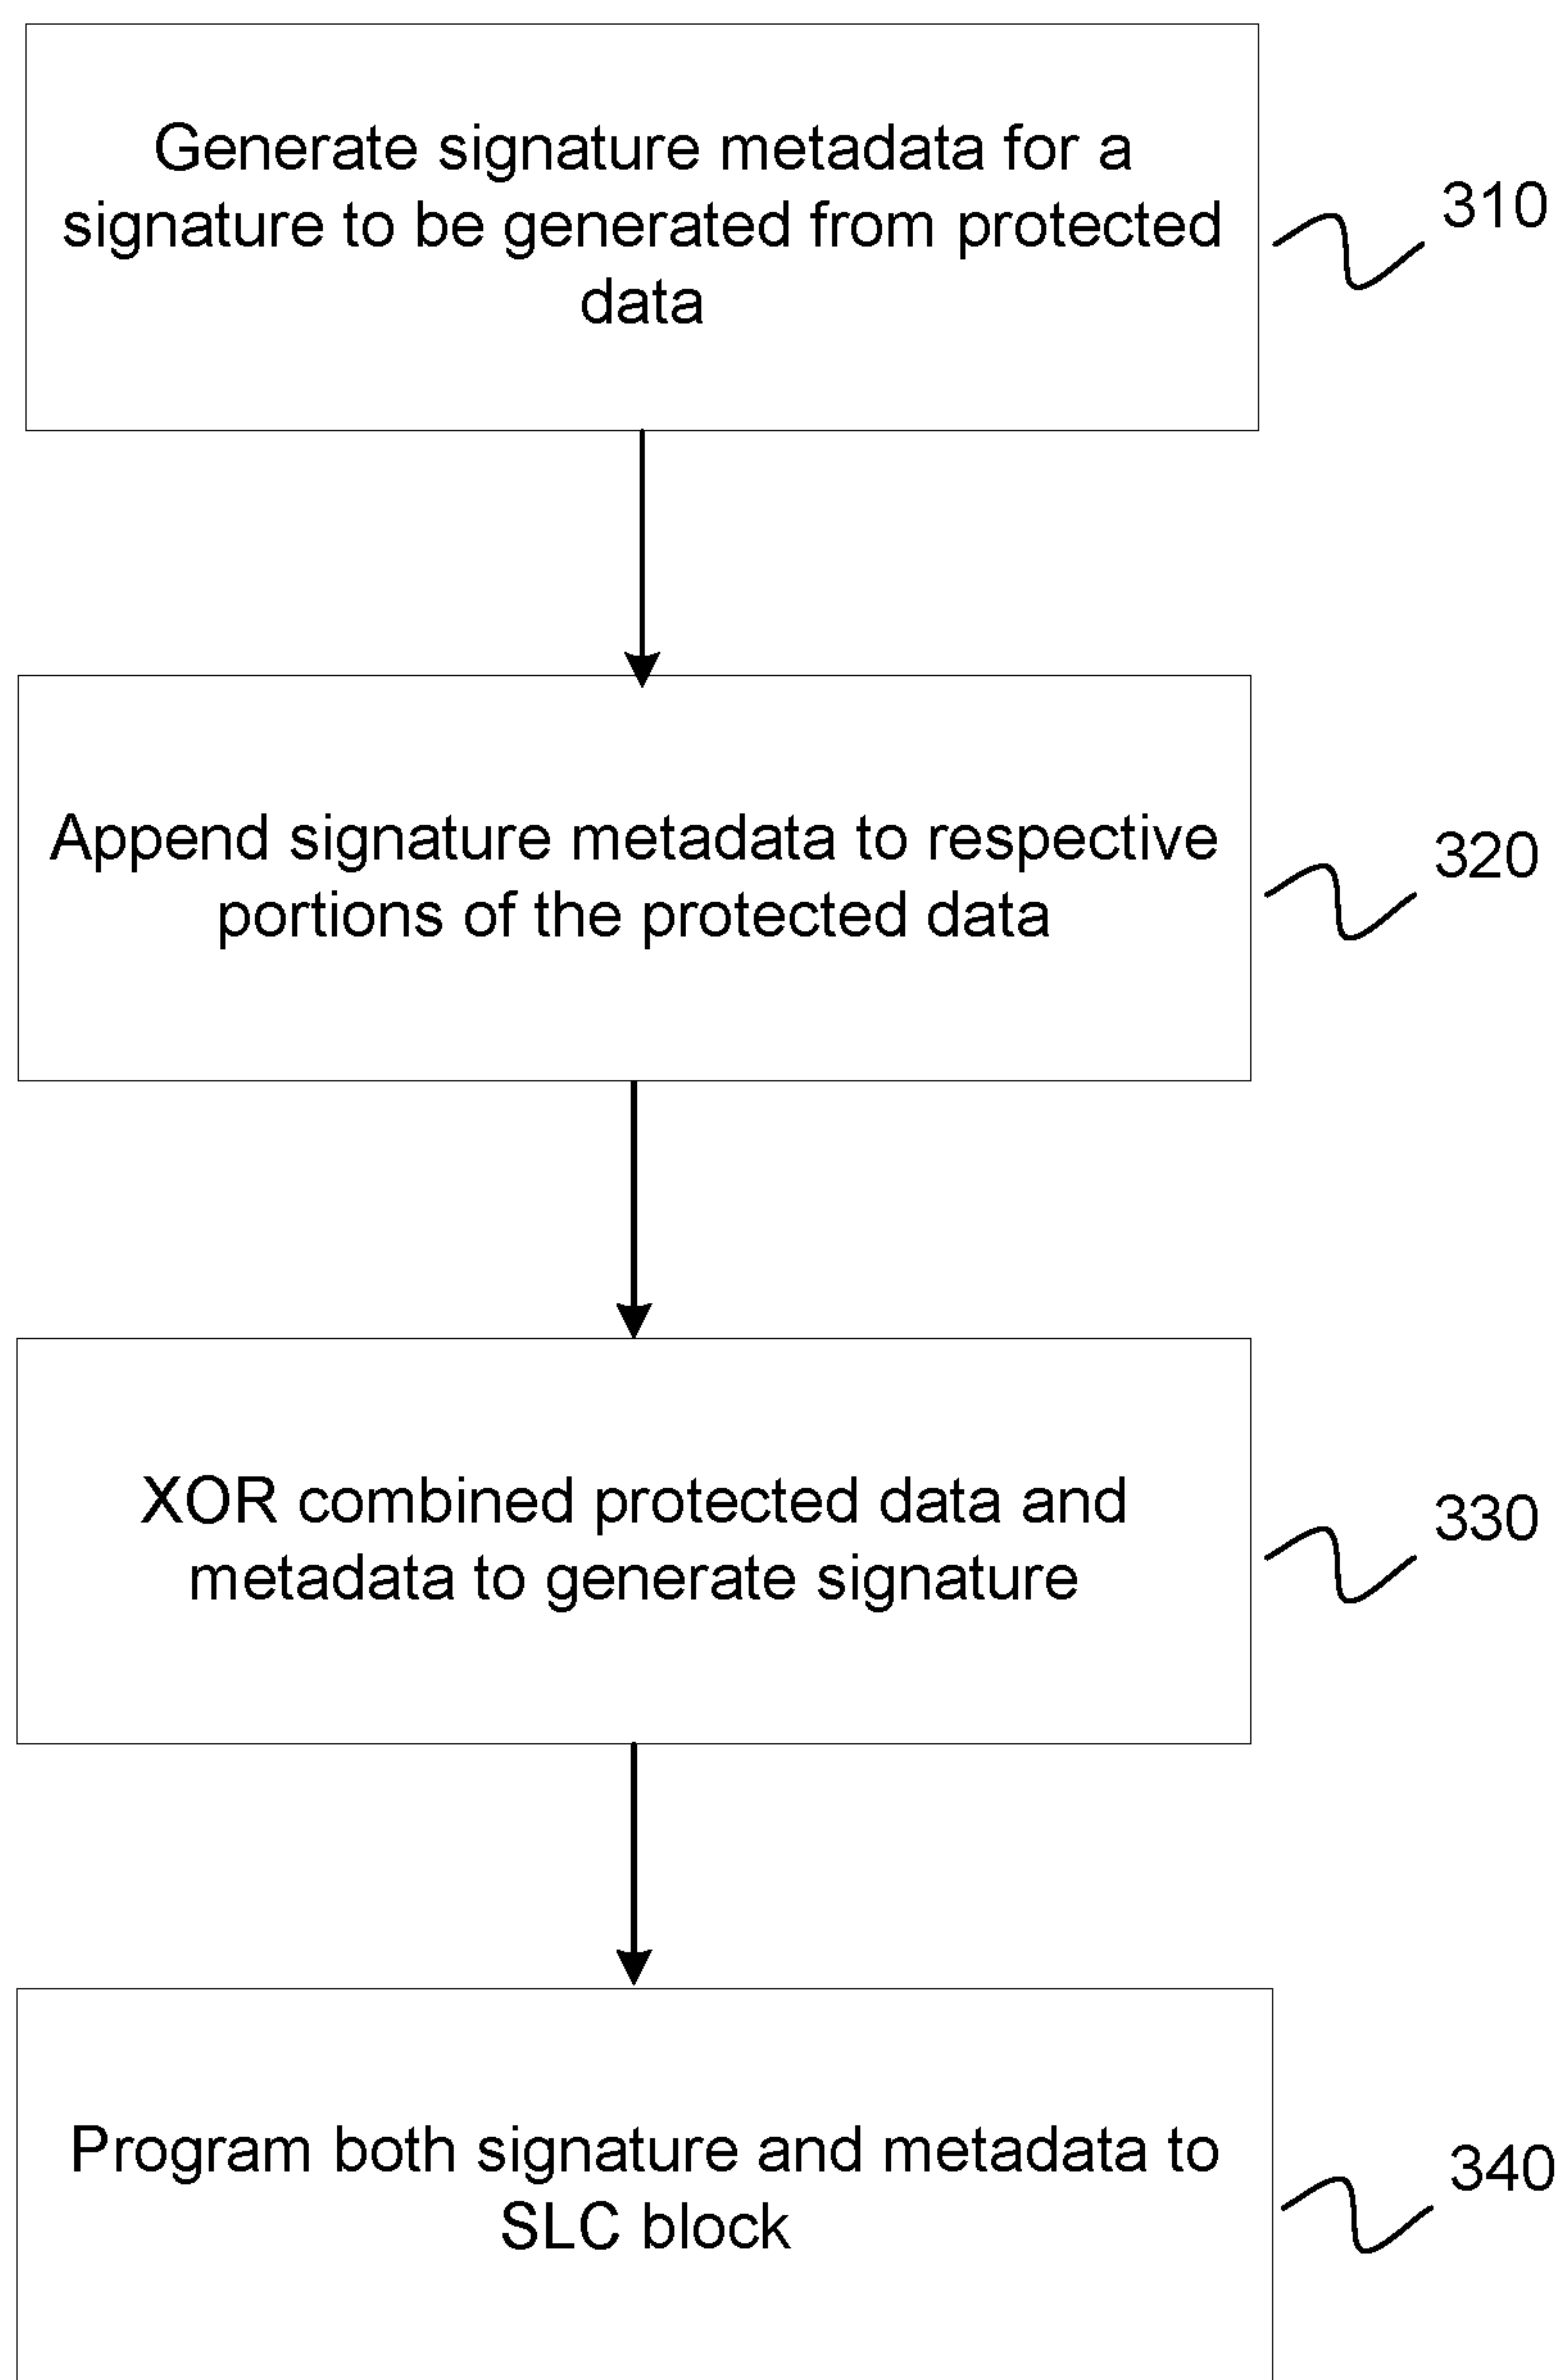 Generate signature metadata for a
signature to be generated from protected
data
310
Append signature metadata to respective
portions of the protected data
320
XOR combined protected data and
metadata to generate signature
330
Program both signature and metadata to
SLC block
340